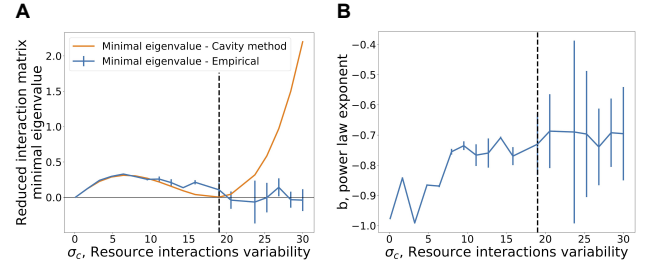 A
Reduced interaction matrix
minimal eigenvalue
2.0
1.5
1.0
0.5
0.0
Minimal eigenvalue - Cavity method
Minimal eigenvalue - Empirical
0 5 10 15 20 25 30
σc, Resource interactions variability
B
b, power law exponent
−0.4
−0.5
−0.6
−0.7
−0.8
−0.9
−1.0
0 5 10 15 20 25 30
σc, Resource interactions variability